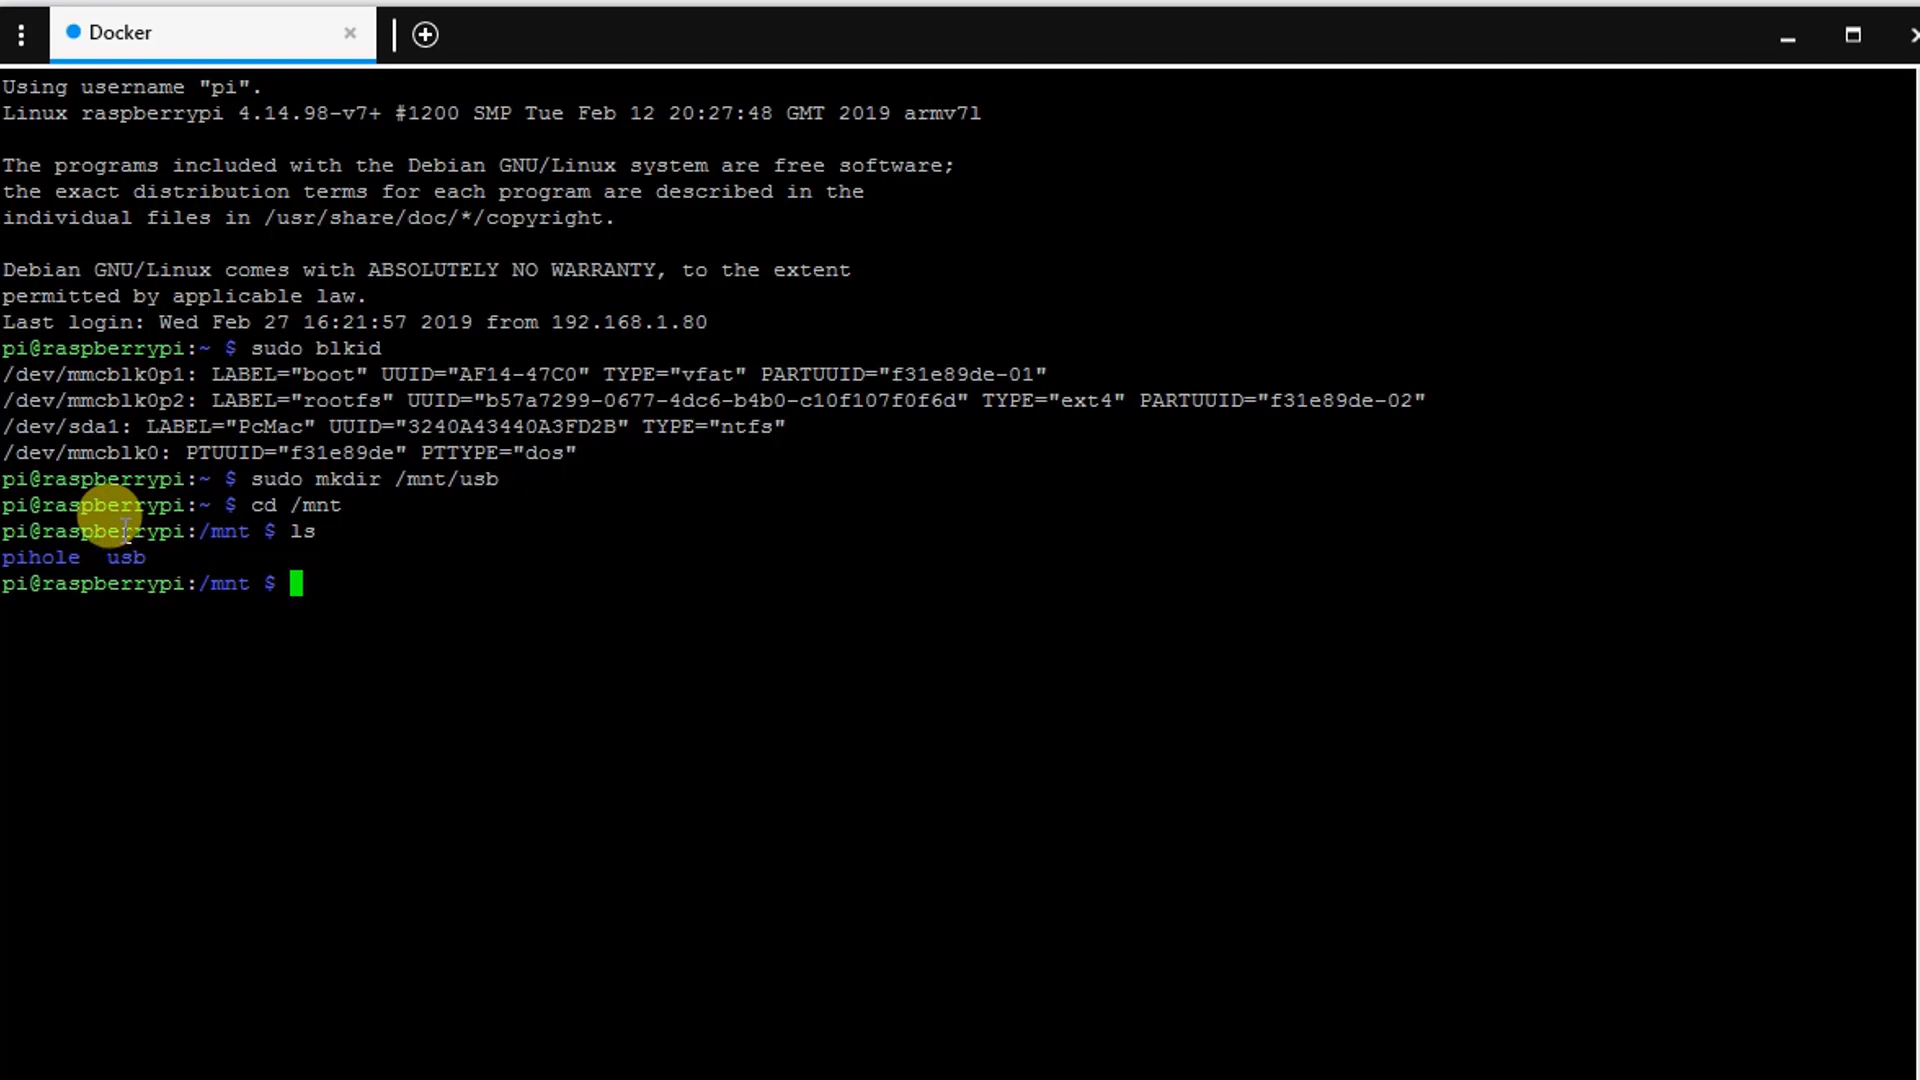 Docker
Using username "pi".
Linux raspberrypi 4.14.98-v7+ #1200 SMP Tue Feb 12 20:27:48 GMT 2019 armv7l
The programs included with the Debian GNU/Linux system are free software;
the exact distribution terms for each program are described in the
individual files in /usr/share/doc/*/copyright.
Debian GNU/Linux comes with ABSOLUTELY NO WARRANTY, to the extent
permitted by applicable law.
Last login: Wed Feb 27 16:21:57 2019 from 192.168.1.80
pi@raspberrypi:~ $ sudo blkid
/dev/mmcblk0p1: LABEL="boot" UUID="AF14-47C0" TYPE="vfat" PARTUUID="f31e89de-01"
/dev/mmcblk0p2: LABEL="rootfs" UUID="b57a7299-0677-4dc6-b4b0-c10f107f0f6d" TYPE="ext4" PARTUUID="f31e89de-02"
/dev/sda1: LABEL="PcMac" UUID="3240A43440A3FD2B" TYPE="ntfs"
/dev/mmcblk0: PTUUID="f31e89de" PTTYPE="dos"
pi@raspberrypi:~ $ sudo mkdir /mnt/usb
pi@raspberrypi:~ $ cd /mnt
pi@raspberrypi:/mnt $ ls
pihole  usb
pi@raspberrypi:/mnt $